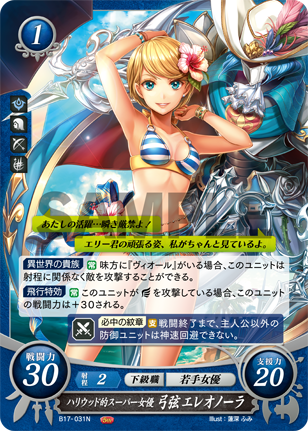 1
SAMPLE
あたしの活躍…瞬き厳禁よ！
エリー君の頑張る姿、私がちゃんと見ているよ。
異世界の貴族 常 味方に『ヴィオール』がいる場合、このユニットは
射程に関係なく敵を攻撃することができる。
飛行特効 常 このユニットが を攻撃している場合、このユニット
の戦闘力は+30される。
必中の紋章 支 戦闘終了まで、主人公以外の
防御ユニットは神速回避できない。
戦闘力
30
射程 2 下級職 若手女優
ハリウッド的スーパー女優 弓弦エレオノーラ
B17-031N
Illust：蓮深 ふみ
支援力
20